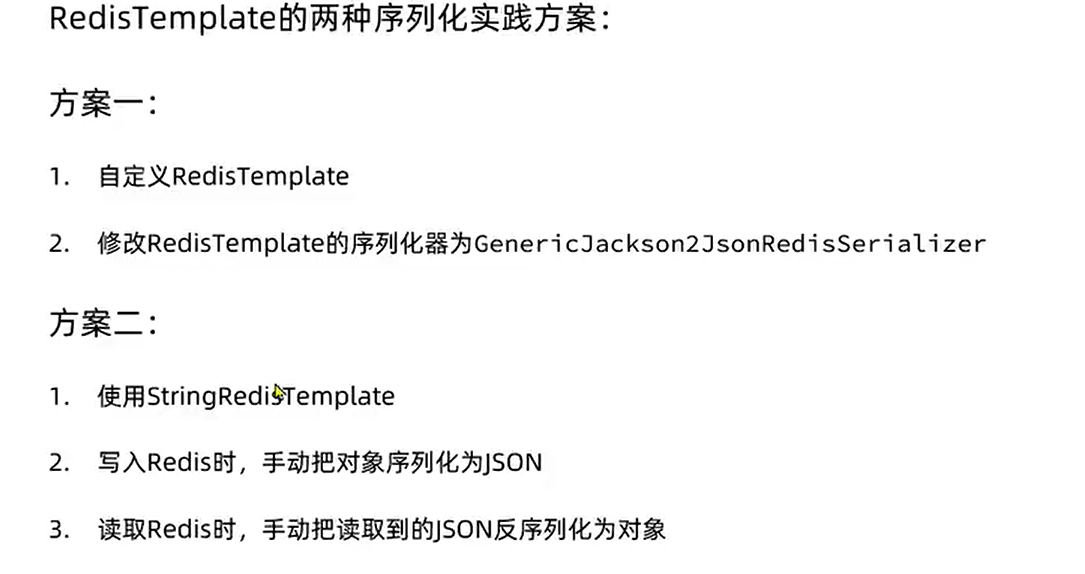 RedisTemplate的两种序列化实践方案：
方案一：
1. 自定义RedisTemplate
2. 修改RedisTemplate的序列化器为GenericJackson2JsonRedisSerializer
方案二：
1. 使用StringRedisTemplate
2. 写入Redis时，手动把对象序列化为JSON
3. 读取Redis时，手动把读取到的JSON反序列化为对象